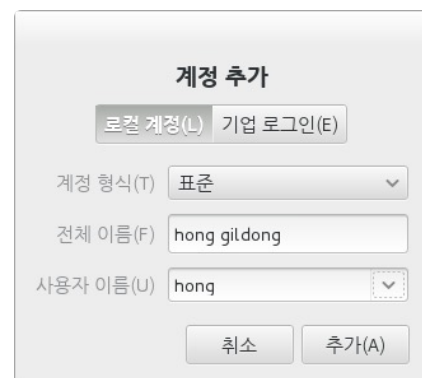 계정 추가
로컬 계정(L) 기업 로그인(E)
계정 형식(T) 표준
전체 이름(F) hong gildong
사용자 이름(U) hong
취소 추가(A)